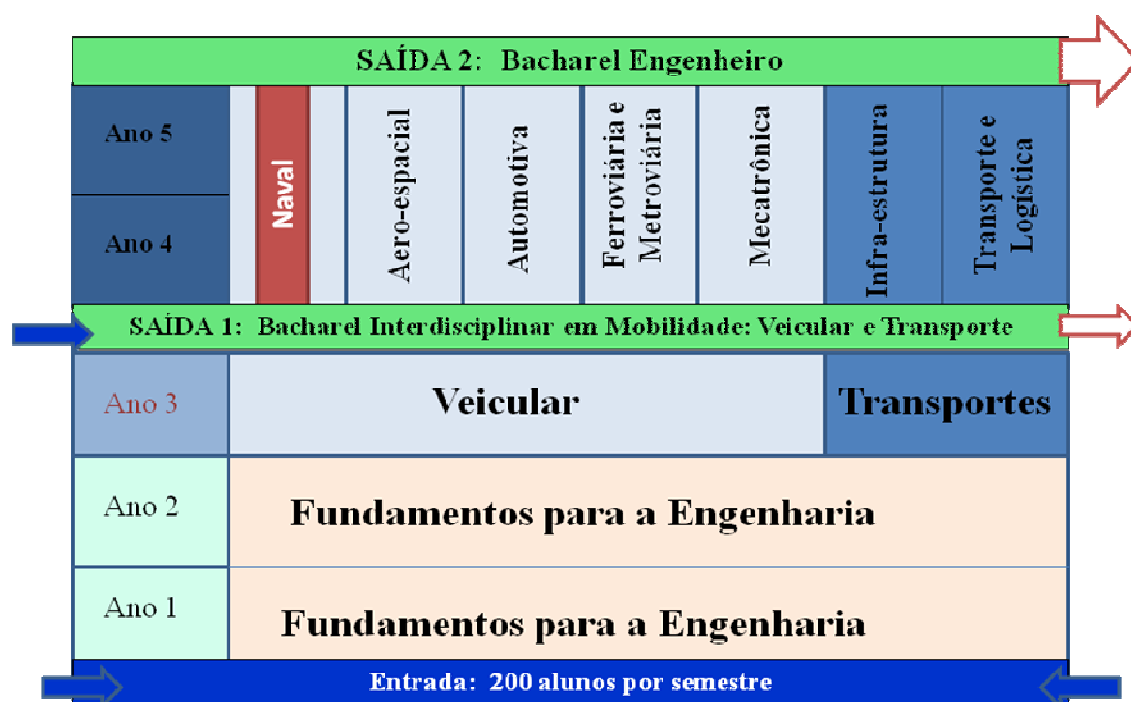 SAÍDA 2: Bacharel Engenheiro
Ano 5
Ano 4
Naval
Aero-espacial
Automotiva
Ferroviária e
Metroviária
Mecatrônica
Infra-estrutura
Transporte e
Logística
SAÍDA 1: Bacharel Interdisciplinar em Mobilidade: Veicular e Transporte
Ano 3
Veicular
Transportes
Ano 2
Fundamentos para a Engenharia
Ano 1
Fundamentos para a Engenharia
Entrada: 200 alunos por semestre